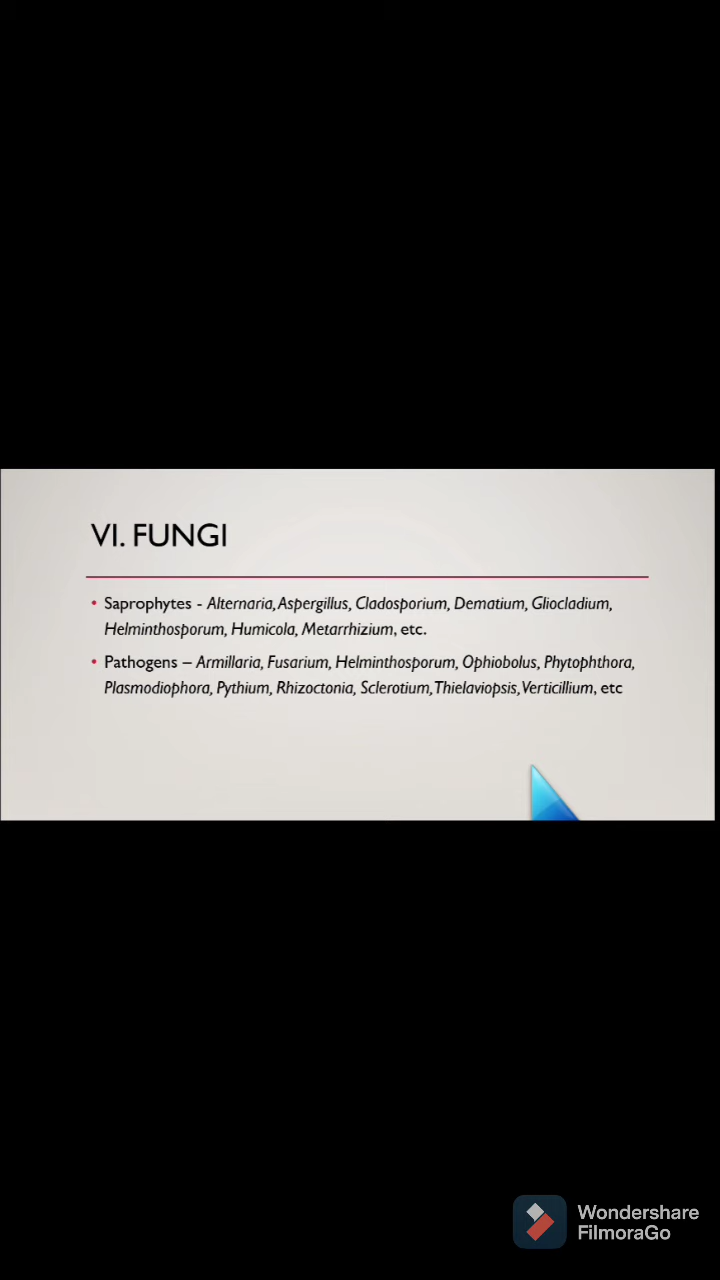 VI. FUNGI
• Saprophytes - Alternaria, Aspergillus, Cladosporium, Dematium, Gliocladium,
Helminthosporum, Humicola, Metarrhizium, etc.
• Pathogens – Armillaria, Fusarium, Helminthosporum, Ophiobolus, Phytophthora,
Plasmodiophora, Pythium, Rhizoctonia, Sclerotium, Thielaviopsis, Verticillium, etc
Wondershare
FilmoraGo